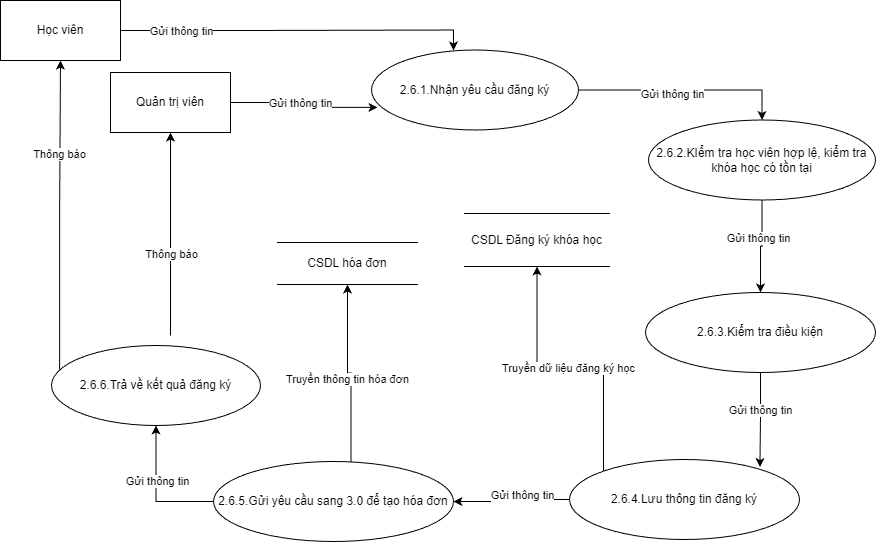 Học viên
Gửi thông tin
2.6.1.Nhận yêu cầu đăng ký
Gửi thông tin
Quản trị viên
Gửi thông tin
Thông báo
2.6.2.KIểm tra học viên hợp lệ, kiểm tra
khóa học có tồn tại
Gửi thông tin
CSDL Đăng ký khóa học
CSDL hóa đơn
Thông báo
2.6.3.Kiểm tra điều kiện
Truyền dữ liệu đăng ký học
Truyền thông tin hóa đơn
2.6.6.Trả về kết quả đăng ký
Gửi thông tin
Gửi thông tin
2.6.5.Gửi yêu cầu sang 3.0 để tạo hóa đơn
Gửi thông tin
2.6.4.Lưu thông tin đăng ký